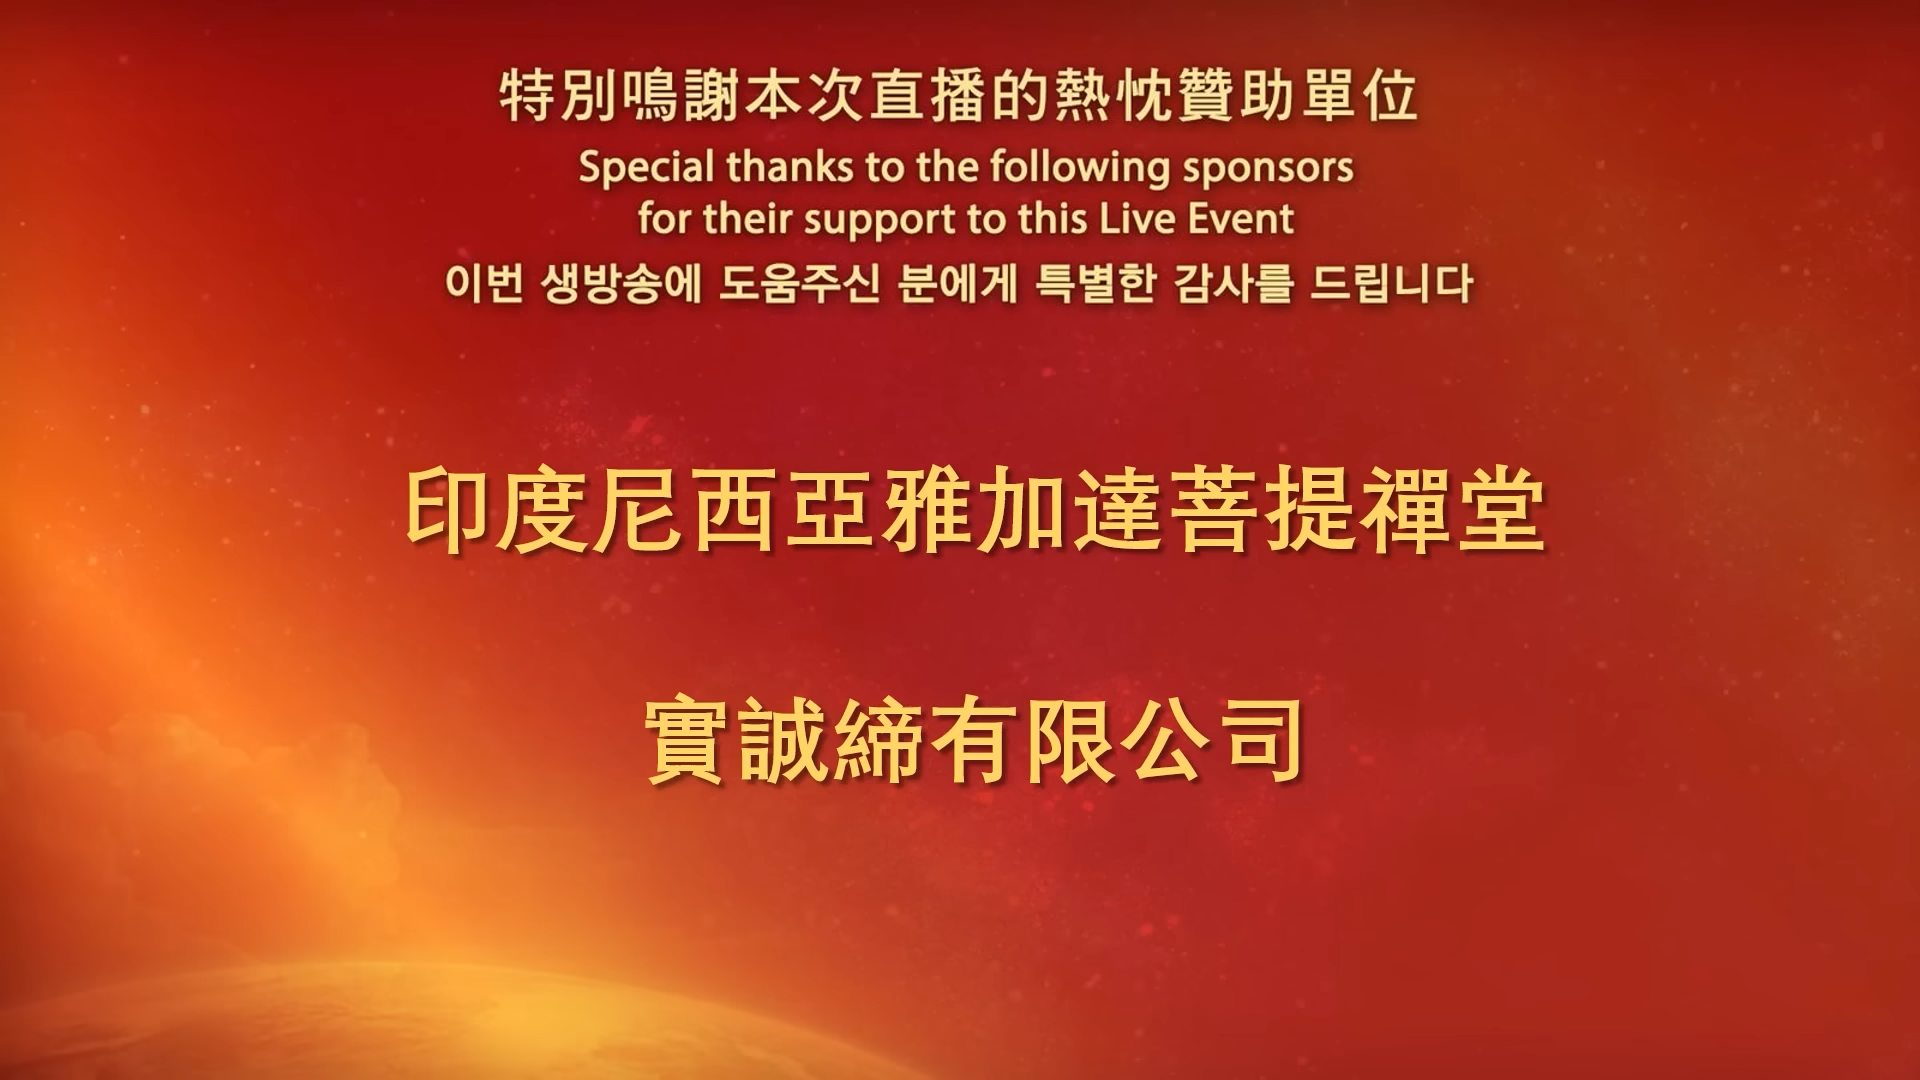 特別鳴謝本次直播的熱忱贊助單位
Special thanks to the following sponsors
for their support to this Live Event
이번 생방송에 도움주신 분에게 특별한 감사를 드립니다
印度尼西亞雅加達菩提禪堂
實誠締有限公司